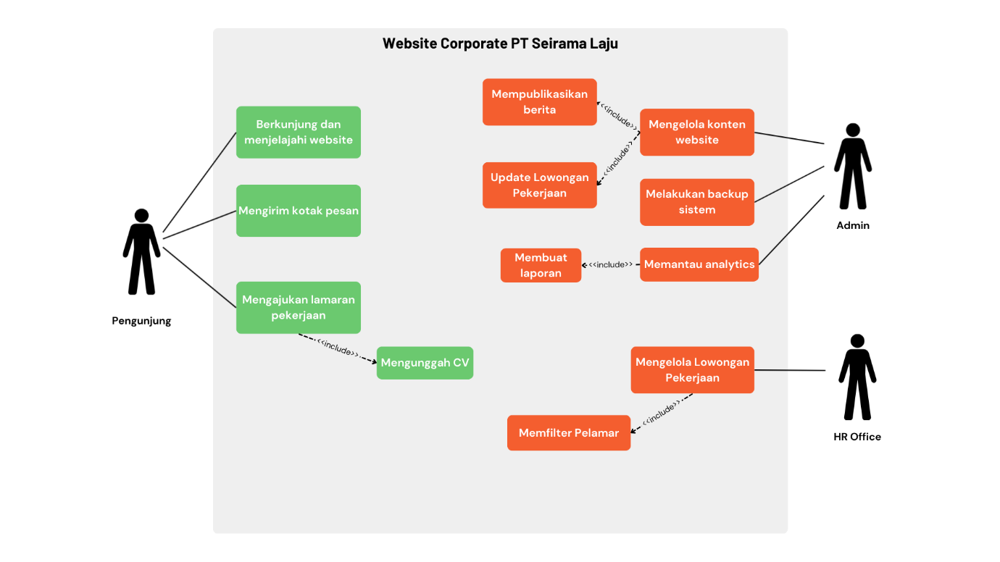 Website Corporate PT Seirama Laju
Berkunjung dan
menjelajahi website
Mengirim kotak pesan
Mengajukan lamaran
pekerjaan
<<include>>
Mengunggah CV
Pengunjung
Mempublikasikan
berita
<<include>>
Mengelola konten
website
Update Lowongan
Pekerjaan
<<include>>
Melakukan backup
sistem
Membuat
laporan
<<include>>
Memantau analytics
Admin
Mengelola Lowongan
Pekerjaan
<<include>>
Memfilter Pelamar
HR Office